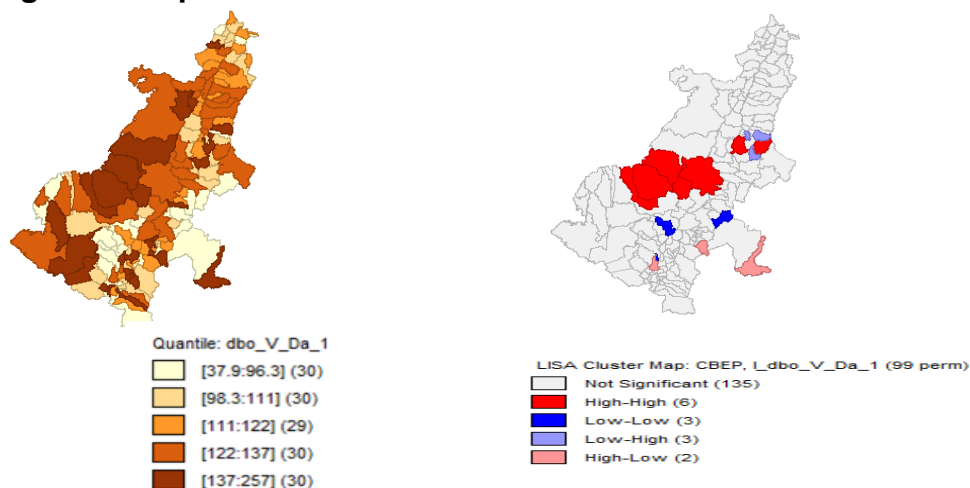 Quantile: dbo_V_Da_1
[37.9:96.3] (30)
[98.3:111] (30)
[111:122] (29)
[122:137] (30)
[137:257] (30)
LISA Cluster Map: CBEP, I_dbo_V_Da_1 (99 perm)
Not Significant (135)
High-High (6)
Low-Low (3)
Low-High (3)
High-Low (2)